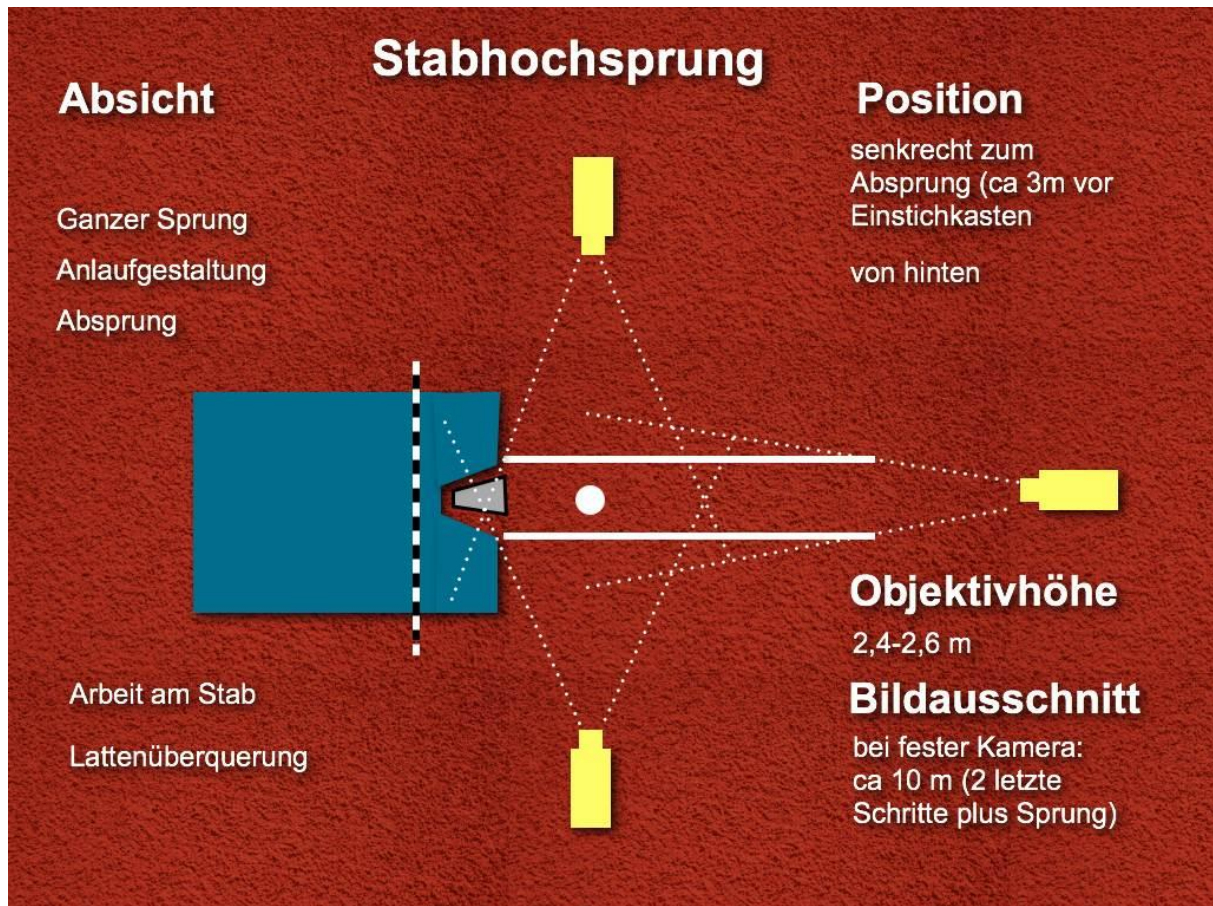 Stabhochsprung
Absicht
Ganzer Sprung
Anlaufgestaltung
Absprung
Arbeit am Stab
Lattenüberquerung
Position
senkrecht zum
Absprung (ca 3m vor
Einstichkasten
von hinten
Objektivhöhe
2,4-2,6 m
Bildausschnitt
bei fester Kamera:
ca 10 m (2 letzte
Schritte plus Sprung)